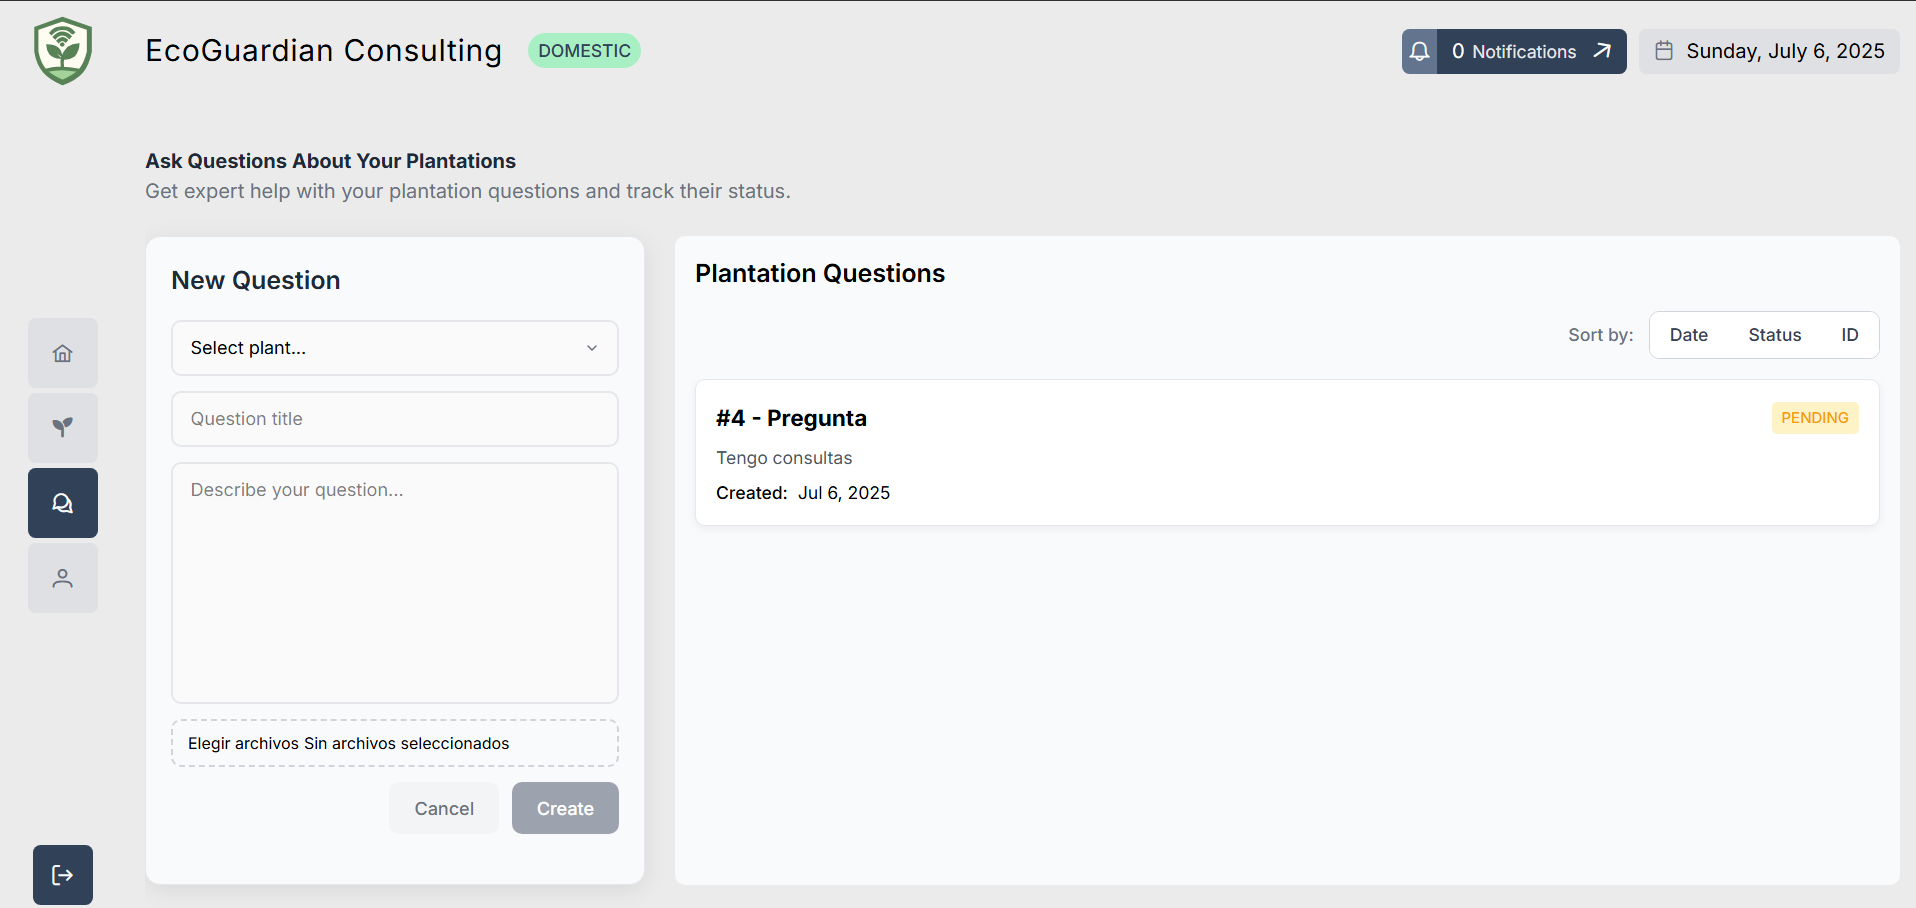 EcoGuardian Consulting
DOMESTIC
0 Notifications
Sunday, July 6, 2025
Ask Questions About Your Plantations
Get expert help with your plantation questions and track their status.
New Question
Select plant...
Question title
Describe your question...
Elegir archivos Sin archivos seleccionados
Cancel
Create
Plantation Questions
Sort by:
Date
Status
ID
#4 - Pregunta
PENDING
Tengo consultas
Created: Jul 6, 2025